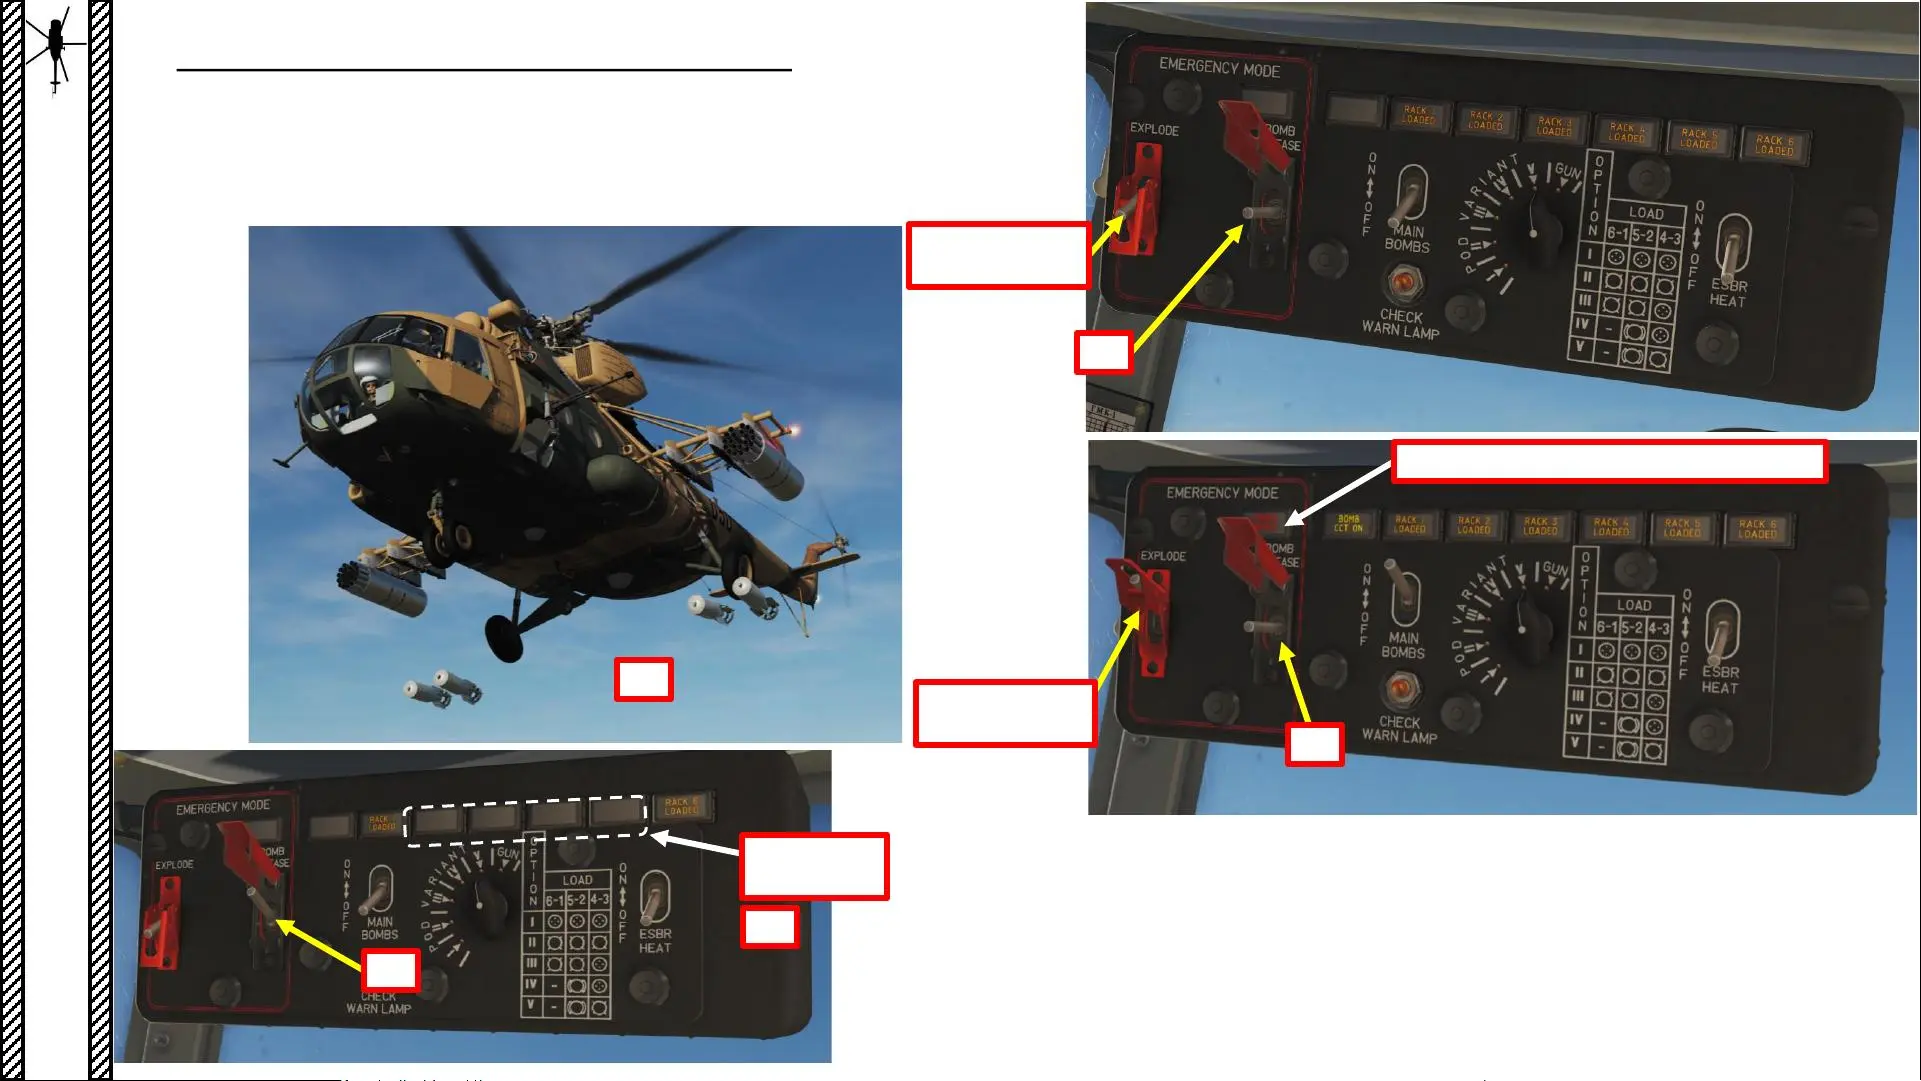 EMERGENCY MODE
EXPLODE
BOMB
EASE
RACK 1
LOADED
RACK 2
LOADED
RACK 3
LOADED
RACK 4
LOADED
RACK 5
LOADED
RACK 6
LOADED
ON
OFF
MAIN
BOMBS
CHECK
WARN LAMP
POD VARIANT
GUN
OPTION
LOAD
6-1 5-2 4-3
I
II
III
IV -
V -
ON
OFF
ESBR
HEAT
EMERGENCY MODE
EXPLODE
BOMB
EASE
BOMB
CCT ON
RACK 1
LOADED
RACK 2
LOADED
RACK 3
LOADED
RACK 4
LOADED
RACK 5
LOADED
RACK 6
LOADED
ON
OFF
MAIN
BOMBS
CHECK
WARN LAMP
POD VARIANT
GUN
OPTION
LOAD
6-1 5-2 4-3
I
II
III
IV -
V -
ON
OFF
ESBR
HEAT
EMERGENCY MODE
EXPLODE
OMB
EASE
RACK
LOADED
RACK 6
LOADED
ON
OFF
MAIN
BOMBS
CHECK
WARN LAMP
POD VARIANT
GUN
OPTION
LOAD
6-1 5-2 4-3
I
II
III
IV -
V -
ON
OFF
ESBR
HEAT